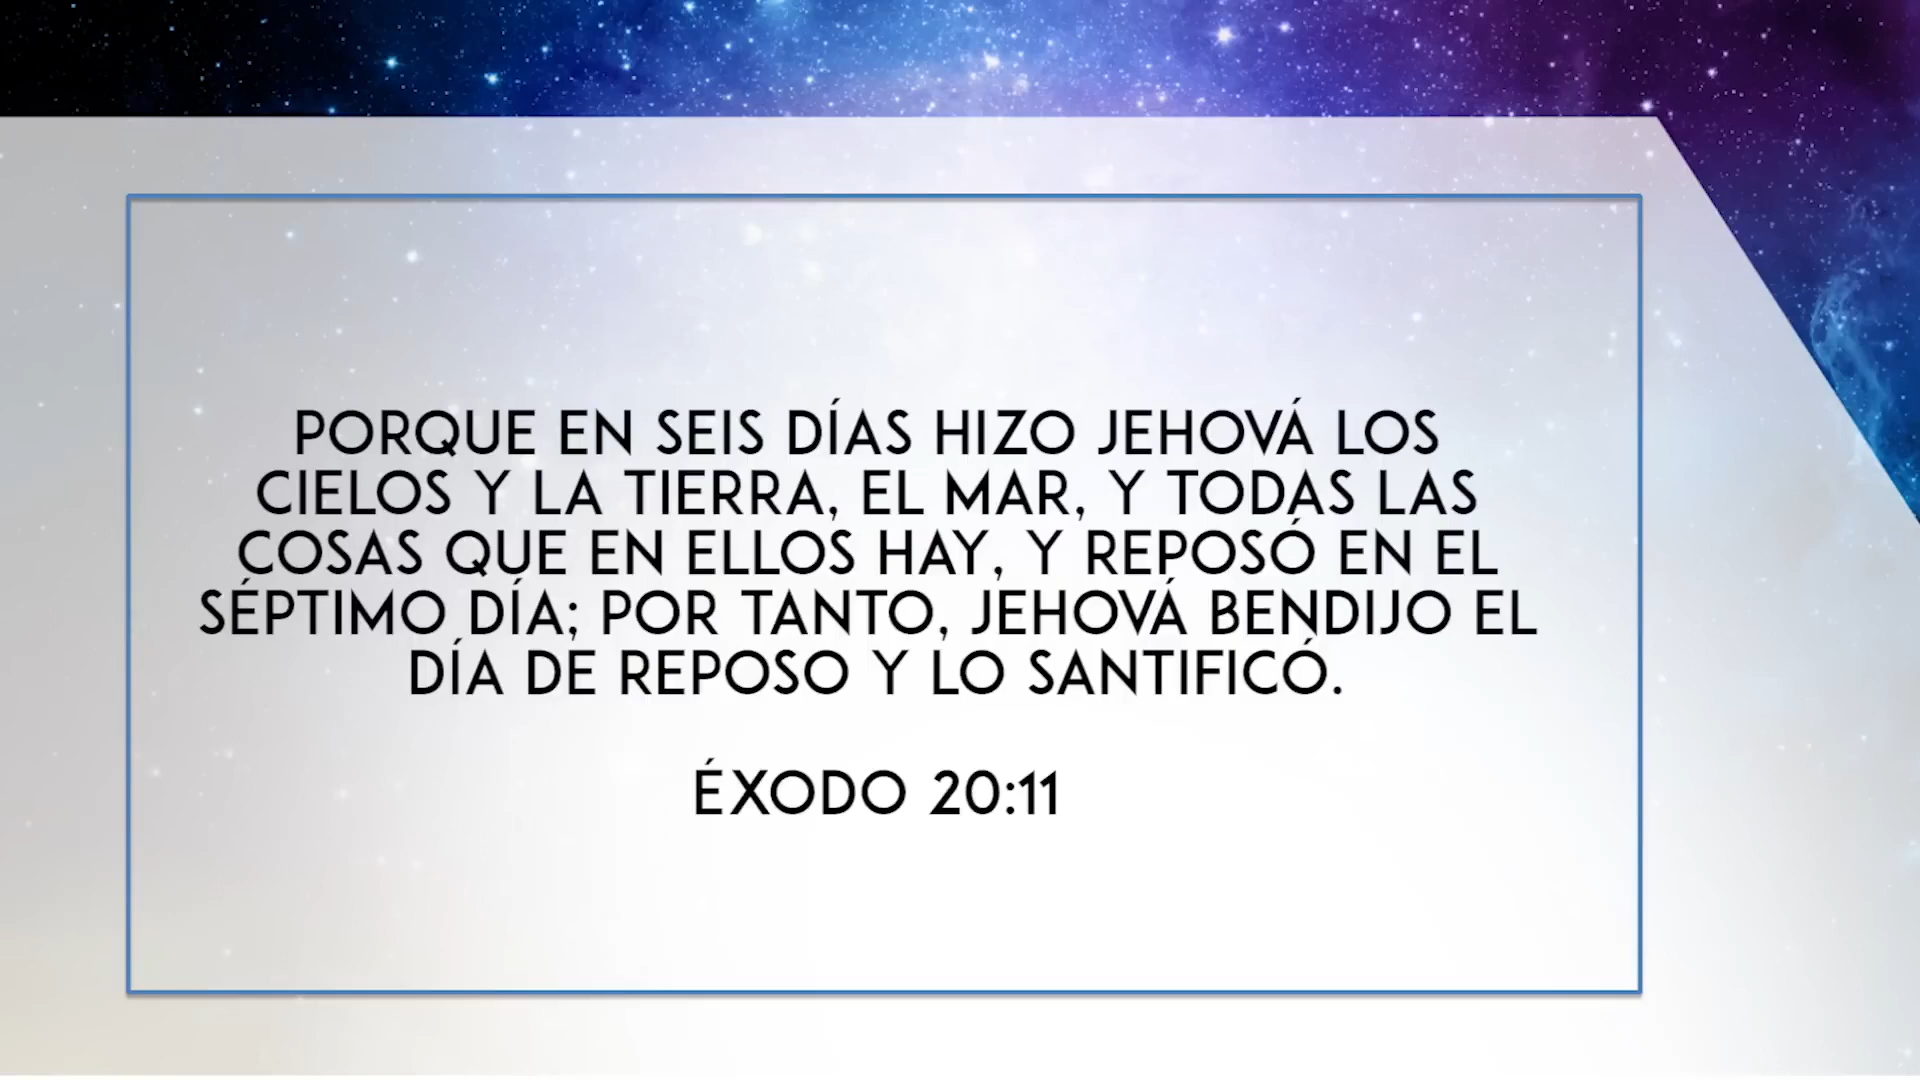 PORQUE EN SEIS DÍAS HIZO JEHOVÁ LOS
CIELOS Y LA TIERRA, EL MAR, Y TODAS LAS
COSAS QUE EN ELLOS HAY, Y REPOSÓ EN EL
SÉPTIMO DÍA; POR TANTO, JEHOVÁ BENDIJO EL
DÍA DE REPOSO Y LO SANTIFICÓ.
ÉXODO 20:11